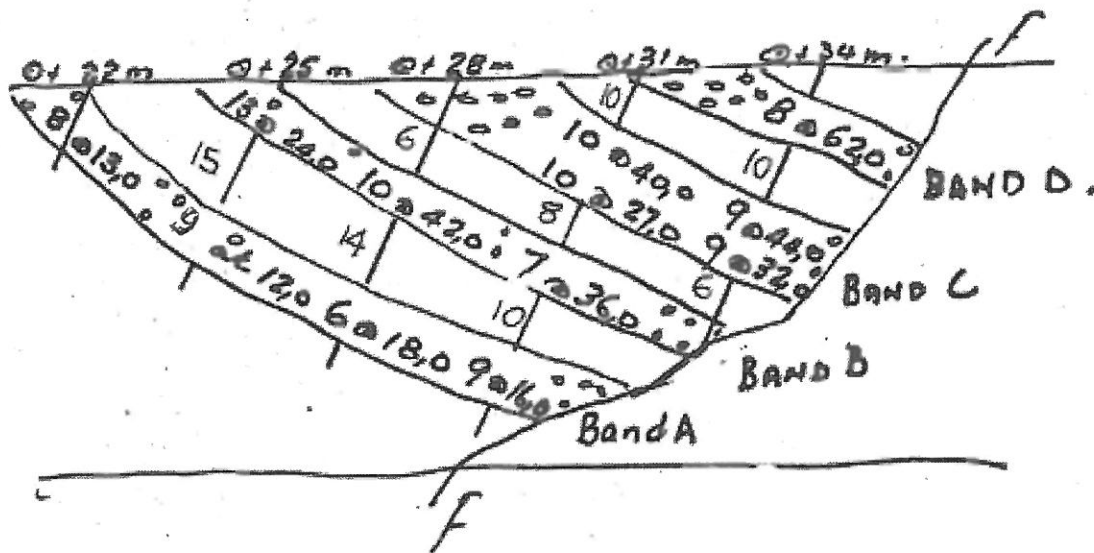 f
0+22m 0+25m 0+28m 0+31m 0+34m.
8@13,0 9 @ 12,0 6@18,0 9@16,0
Band A
15 14 10
13@24,0 10@42,0 7@36,0
BAND B
6 8 6
10@27,0 9@32,0
10@40,0 9@44,0
BAND C
10 10
8@62,0
BAND D.
f